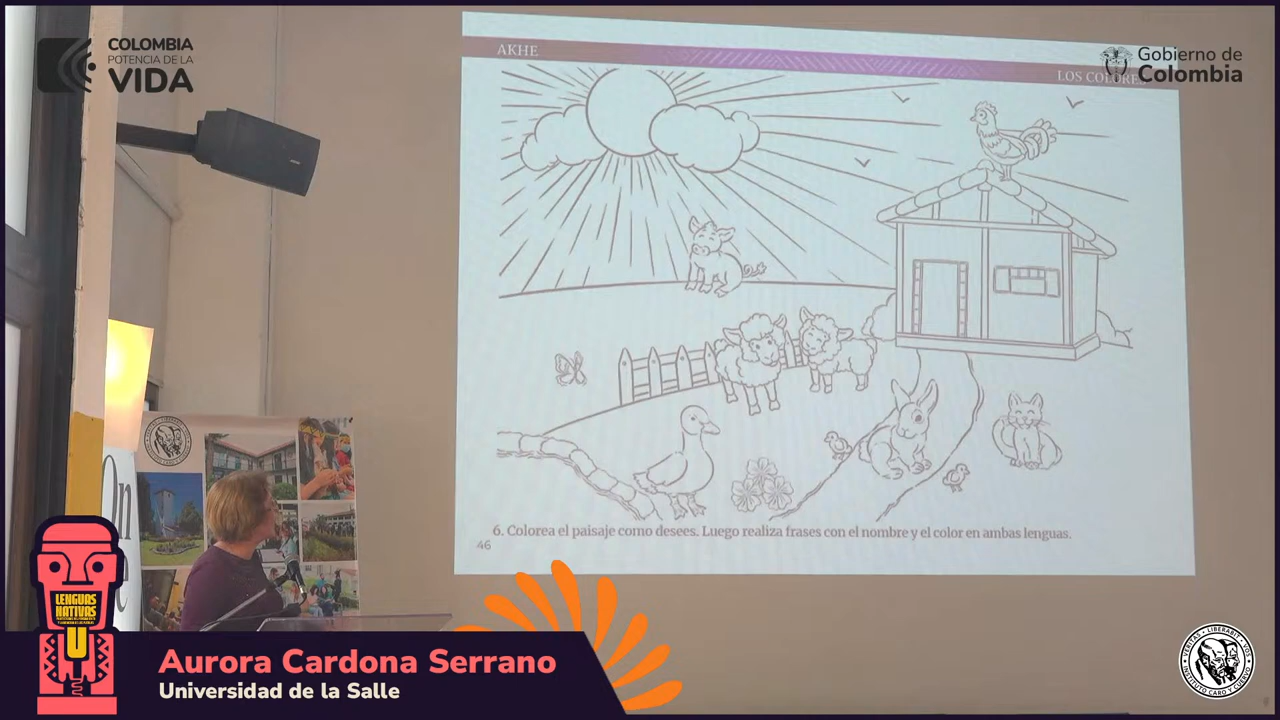 COLOMBIA
POTENCIA DE LA
VIDA
AKHE
LOS COLORES
Gobierno de
Colombia
6. Colorea el paisaje como desees. Luego realiza frases con el nombre y el color en ambas lenguas.
46
On
LENGUAS
NATIVAS
Aurora Cardona Serrano
Universidad de la Salle